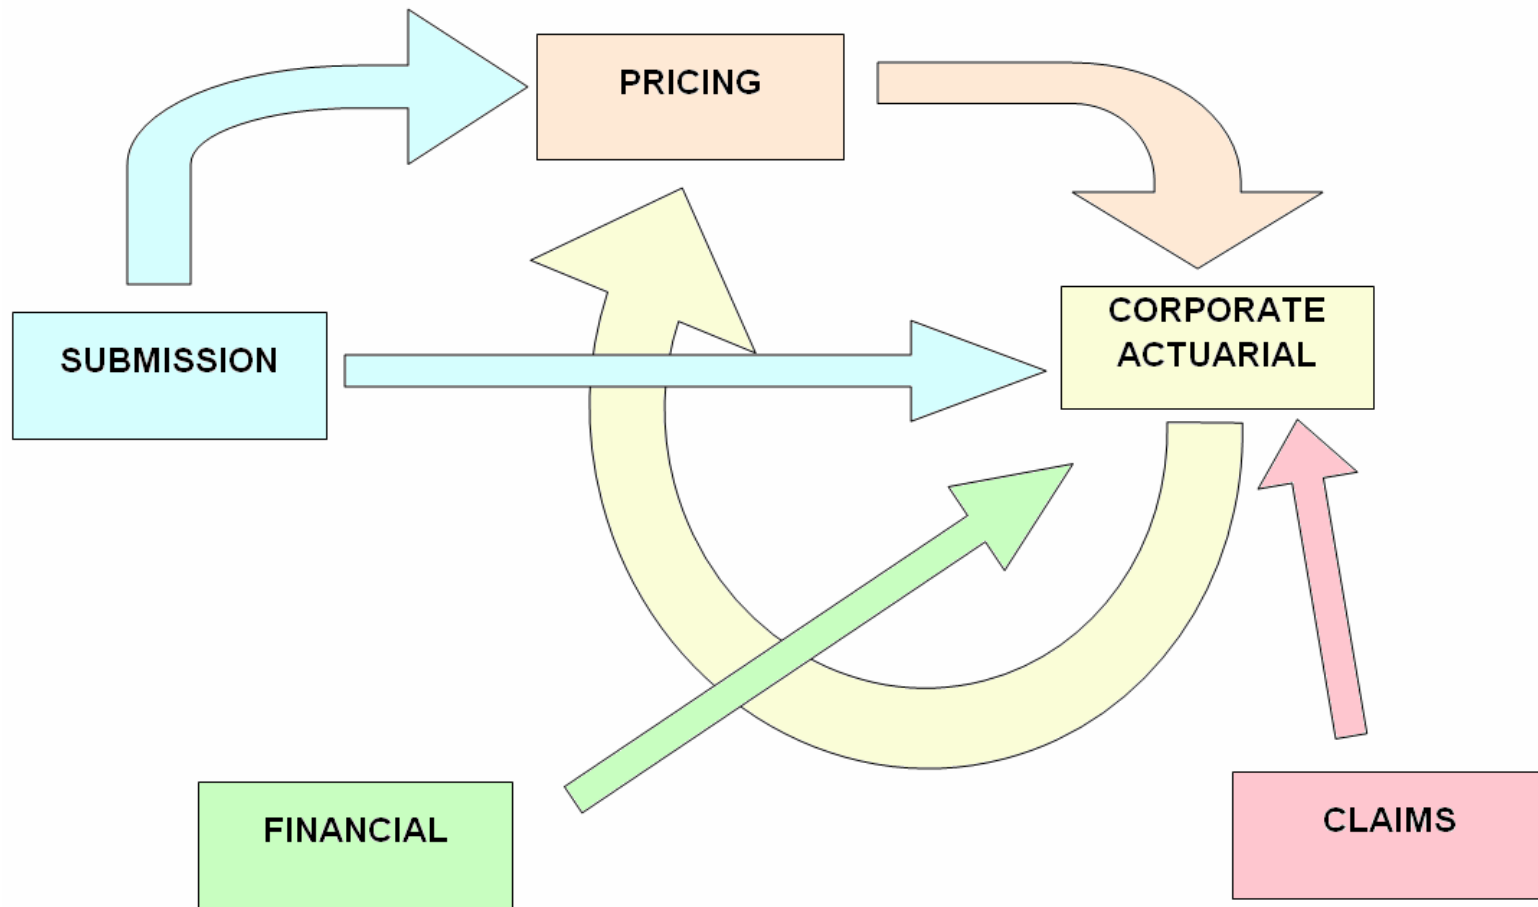 PRICING
SUBMISSION
CORPORATE
ACTUARIAL
FINANCIAL
CLAIMS